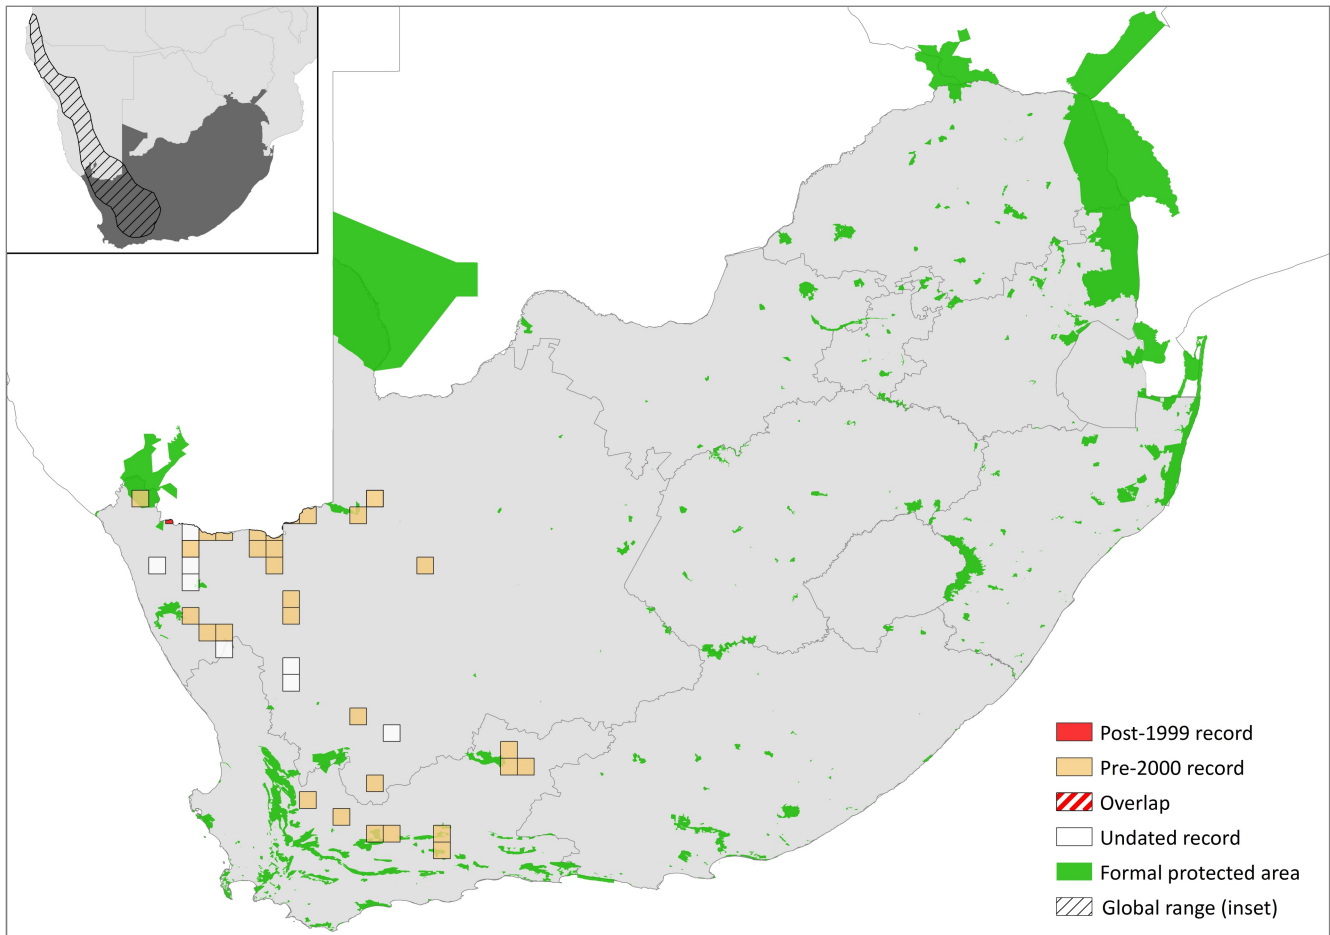 Post-1999 record
Pre-2000 record
Overlap
Undated record
Formal protected area
Global range (inset)